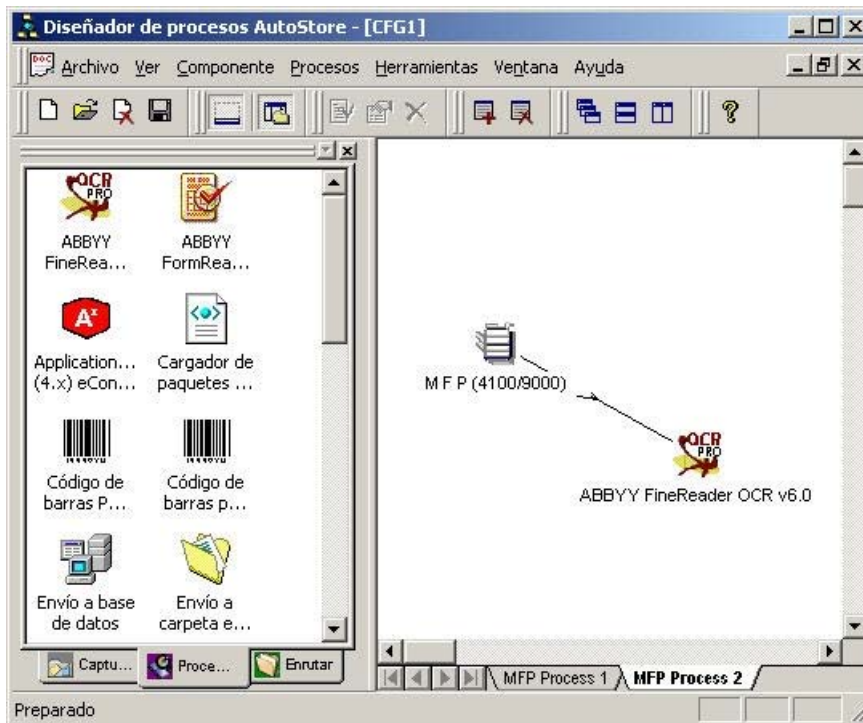 Diseñador de procesos AutoStore - [CFG1]
Archivo Ver Componente Procesos Herramientas Ventana Ayuda
OCR PRO
ABBYY FineRea...
ABBYY FormRea...
Application... (4.x) eCon...
Cargador de paquetes ...
Código de barras P...
Código de barras p...
Envío a base de datos
Envío a carpeta e...
Captu...
Proce...
Enrutar
M F P (4100/9000)
OCR PRO
ABBYY FineReader OCR v6.0
MFP Process 1
MFP Process 2
Preparado